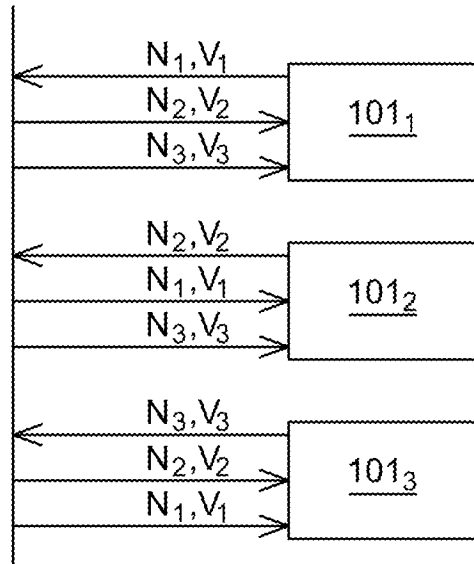 N₁,V₁
N₂,V₂
101₁
N₃,V₃
N₂,V₂
N₁,V₁
101₂
N₃,V₃
N₃,V₃
N₂,V₂
101₃
N₁,V₁